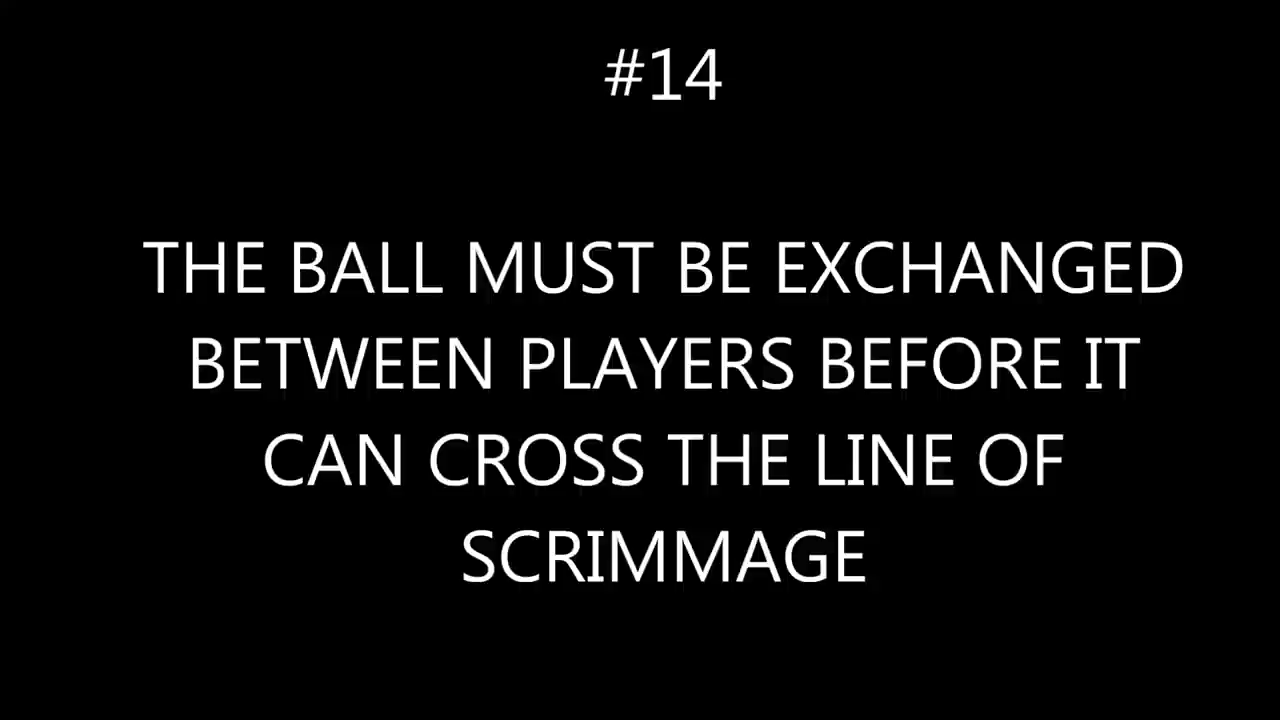 #14
THE BALL MUST BE EXCHANGED
BETWEEN PLAYERS BEFORE IT
CAN CROSS THE LINE OF
SCRIMMAGE